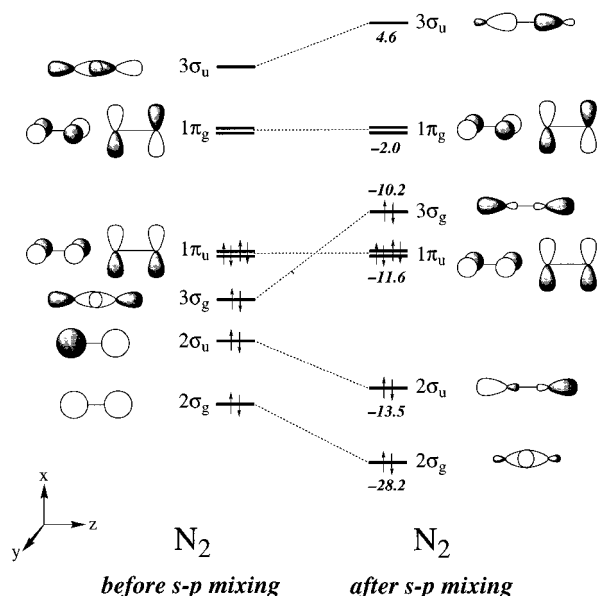 3σu
4.6
3σu
1πg
1πg
−2.0
−10.2
3σg
1πu
1πu
−11.6
3σg
2σu
2σu
−13.5
2σg
2σg
−28.2
x
z
y
N2
N2
before s-p mixing
after s-p mixing